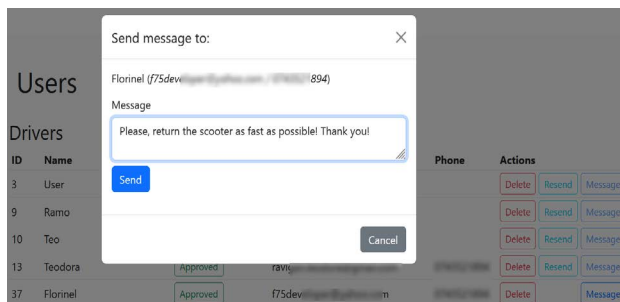 Send message to:
Florinel (f75dev 894)
Message
Please, return the scooter as fast as possible! Thank you!
Send
Cancel
Users
Drivers
ID Name Phone Actions
3 User Delete Resend Message
9 Ramo Delete Resend Message
10 Teo Delete Resend Message
13 Teodora Approved Delete Resend Message
37 Florinel Approved f75dev m Delete Message